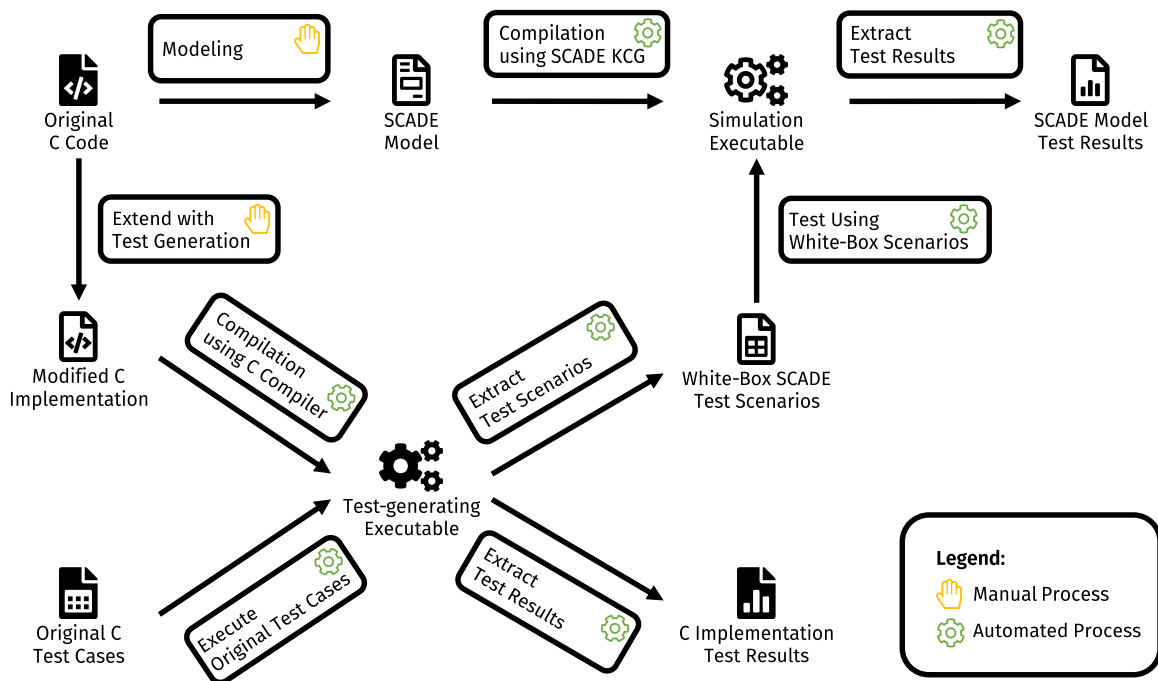 Modeling
Compilation
using SCADE KCG
Extract
Test Results
Original
C Code
SCADE
Model
Simulation
Executable
SCADE Model
Test Results
Extend with
Test Generation
Test Using
White-Box Scenarios
Modified C
Implementation
Compilation
using C Compiler
Extract
Test Scenarios
White-Box SCADE
Test Scenarios
Test-generating
Executable
Original C
Test Cases
Execute
Original Test Cases
Extract
Test Results
C Implementation
Test Results
Legend:
Manual Process
Automated Process